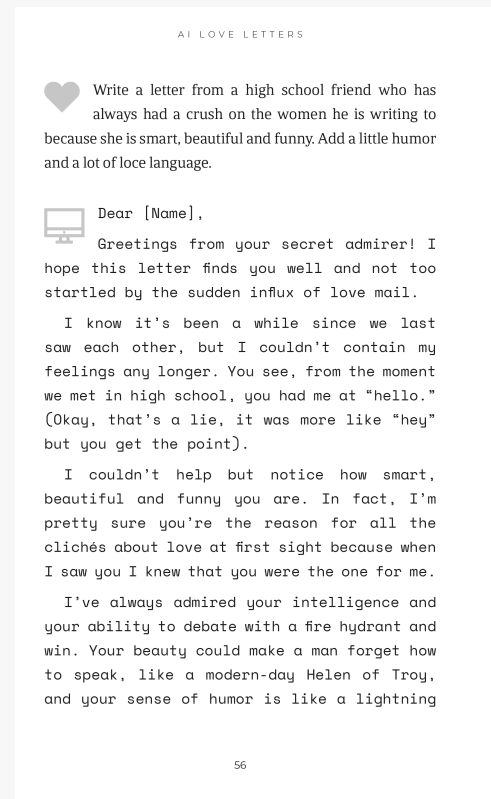 AI LOVE LETTERS
Write a letter from a high school friend who has
always had a crush on the women he is writing to
because she is smart, beautiful and funny. Add a little humor
and a lot of loce language.
Dear [Name],
Greetings from your secret admirer! I
hope this letter finds you well and not too
startled by the sudden influx of love mail.
I know it’s been a while since we last
saw each other, but I couldn’t contain my
feelings any longer. You see, from the moment
we met in high school, you had me at “hello.”
(Okay, that’s a lie, it was more like “hey”
but you get the point).
I couldn’t help but notice how smart,
beautiful and funny you are. In fact, I’m
pretty sure you’re the reason for all the
clichés about love at first sight because when
I saw you I knew that you were the one for me.
I’ve always admired your intelligence and
your ability to debate with a fire hydrant and
win. Your beauty could make a man forget how
to speak, like a modern-day Helen of Troy,
and your sense of humor is like a lightning
56